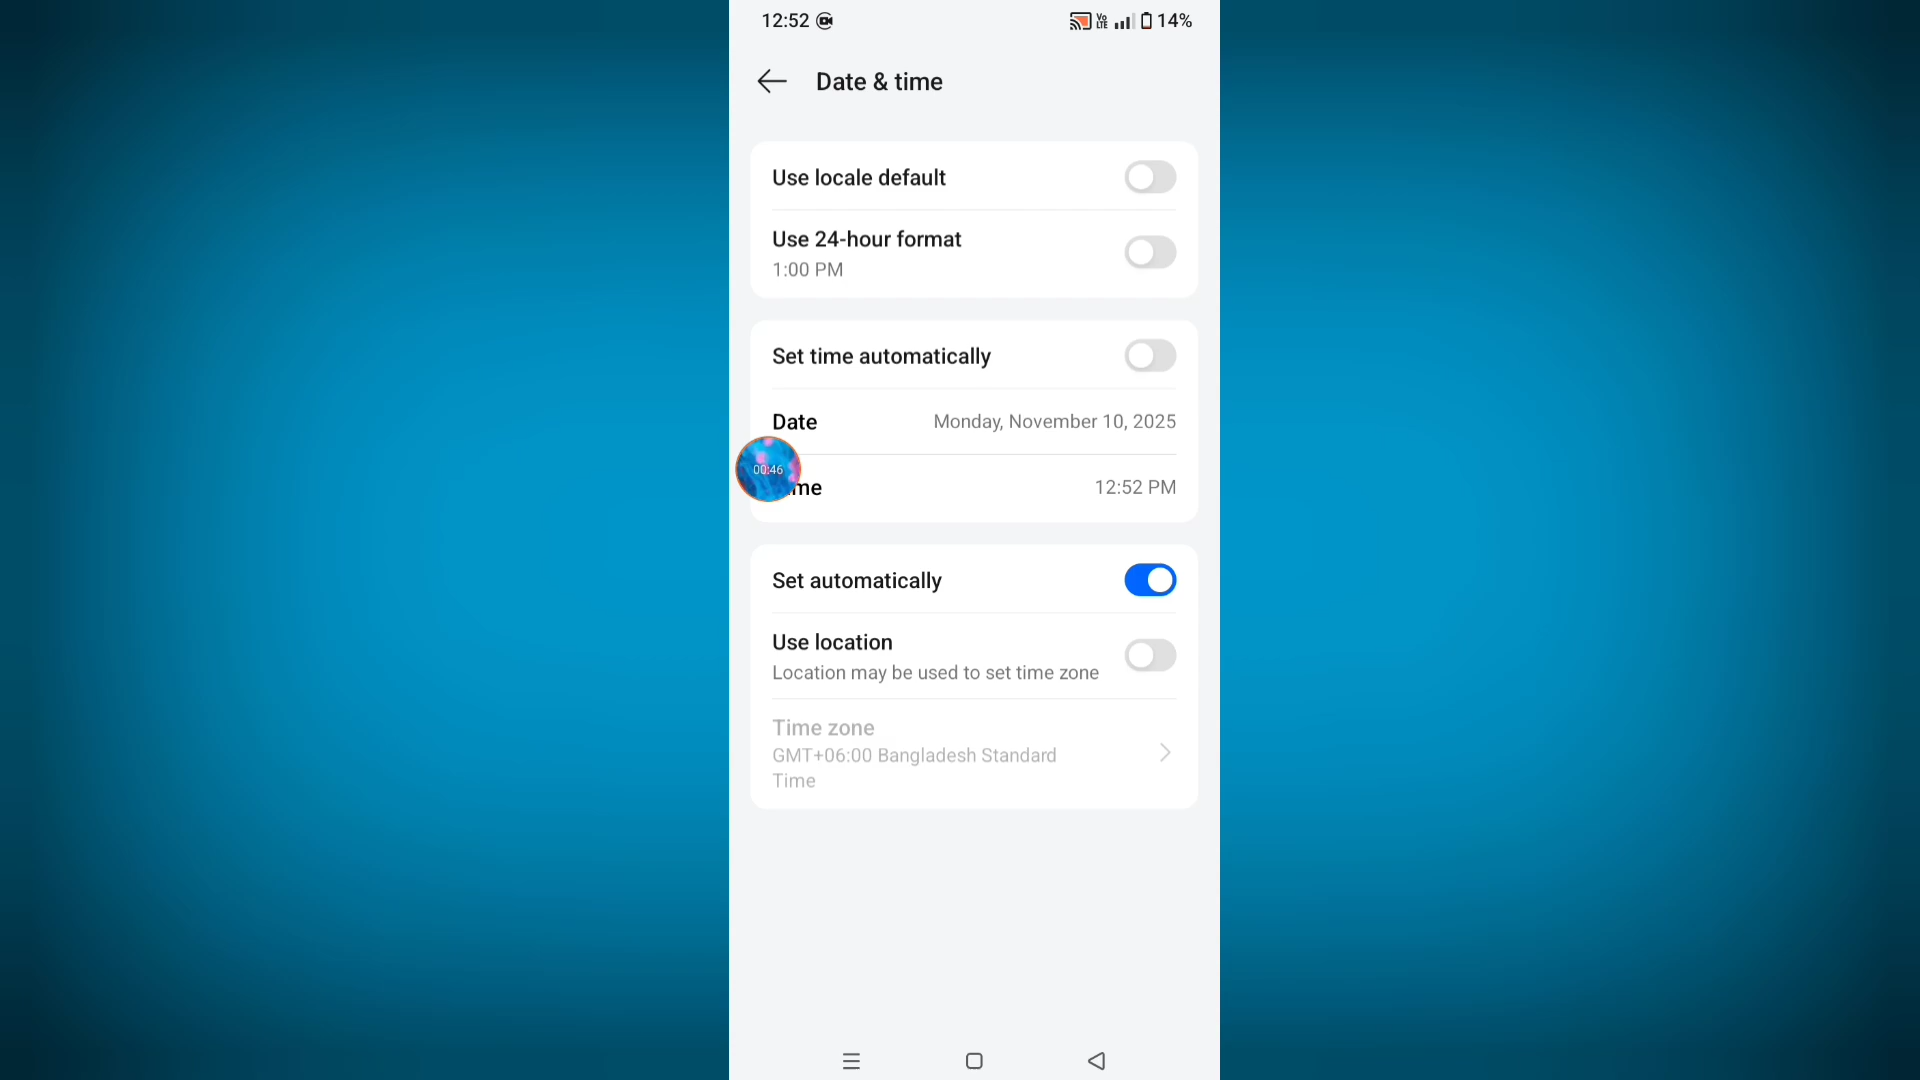 12:52 Vo LTE 14%
Date & time
Use locale default
Use 24-hour format
1:00 PM
Set time automatically
Date Monday, November 10, 2025
00:46
me 12:52 PM
Set automatically
Use location
Location may be used to set time zone
Time zone
GMT+06:00 Bangladesh Standard
Time